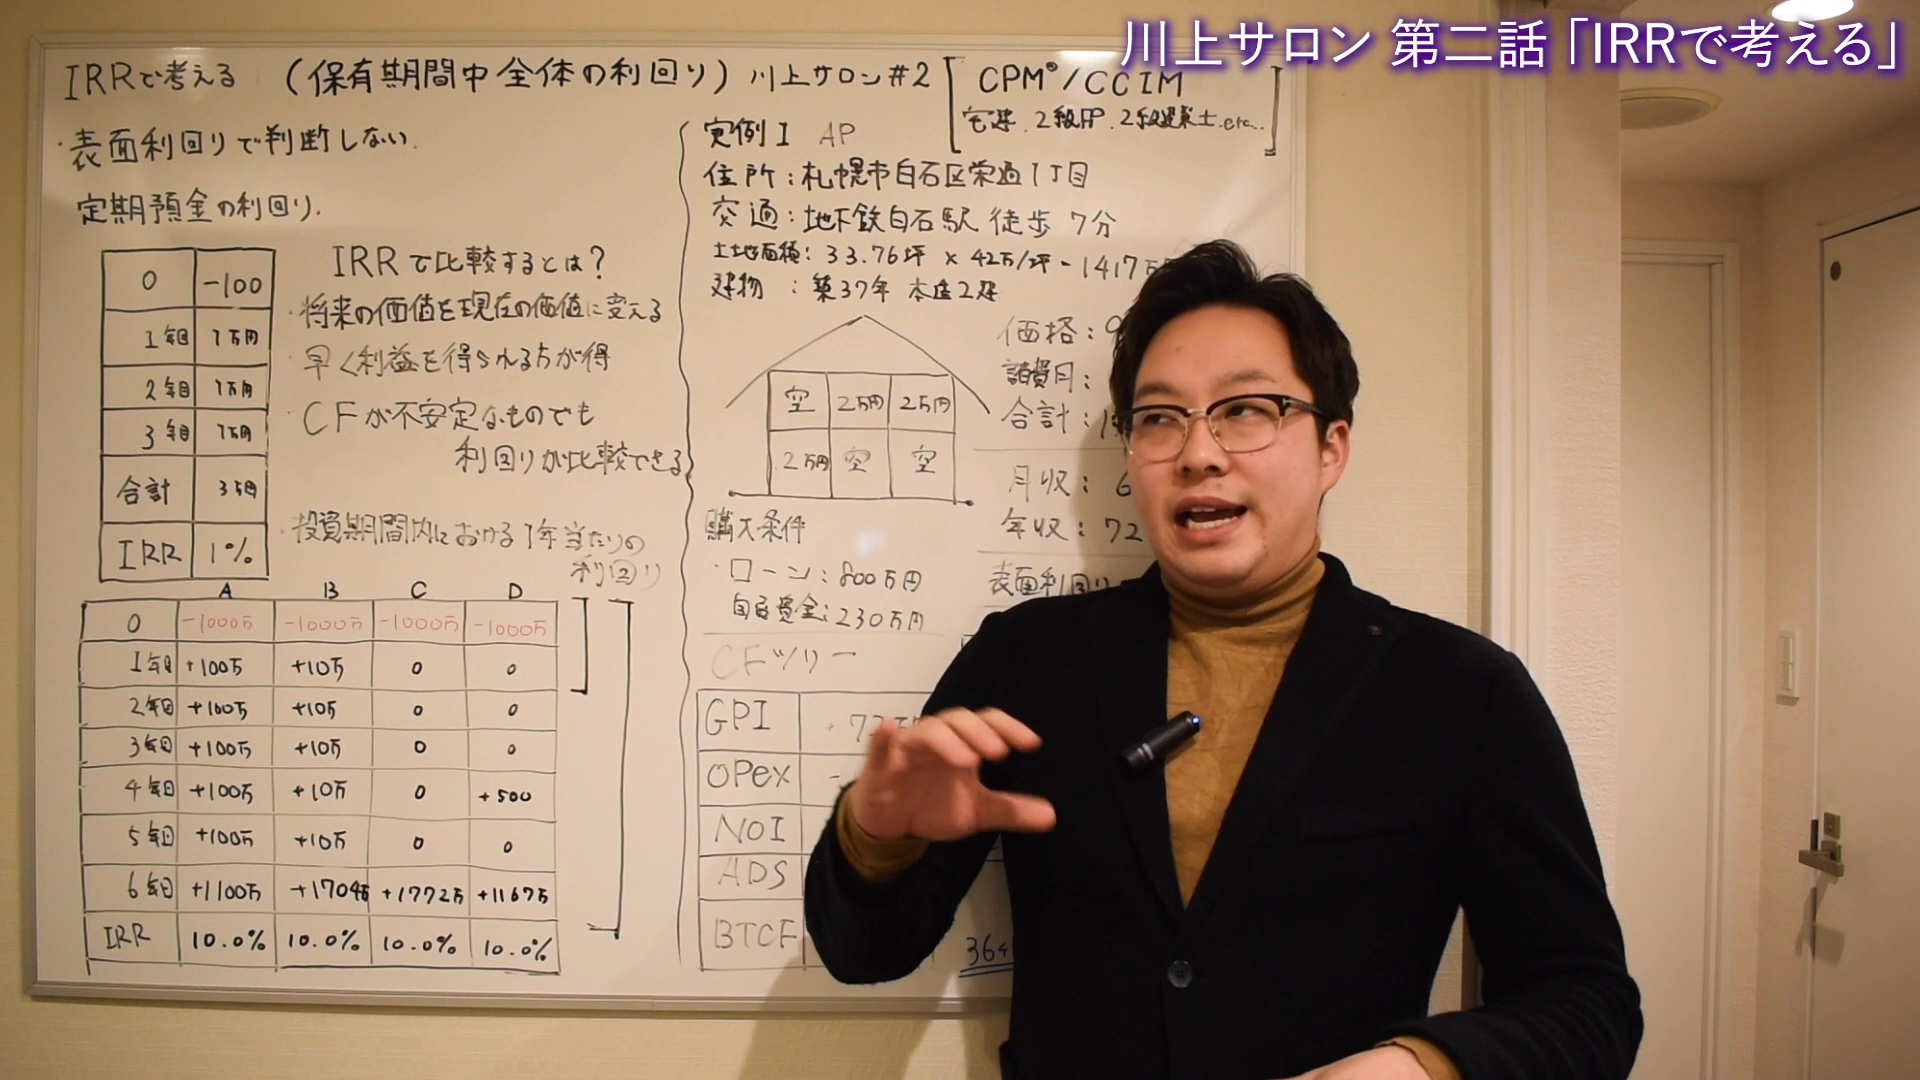 川上サロン 第二話 「IRRで考える」
IRRで考える (保有期間中全体の利回り) 川上サロン#2
CPM®/CCIM
宅建. 2級FP. 2級建築士.etc...
・表面利回りで判断しない.
定期預金の利回り.
0 -100
1年目 1万円
2年目 1万円
3年目 1万円
合計 3万円
IRR 1%
IRRで比較するとは?
・将来の価値を現在の価値に変える
・早く利益を得られる方が得
・CFが不安定なものでも
利回りが比較できる
・投資期間内における1年当たりの
利回り
A B C D
0 -1000万 -1000万 -1000万 -1000万
1年目 +100万 +10万 0 0
2年目 +100万 +10万 0 0
3年目 +100万 +10万 0 0
4年目 +100万 +10万 0 +500
5年目 +100万 +10万 0 0
6年目 +1100万 +1704万 +1772万 +1167万
IRR 10.0% 10.0% 10.0% 10.0%
実例I AP
住所:札幌市白石区栄通1丁目
交通:地下鉄白石駅 徒歩 7分
土地面積: 33.76坪 × 42万/坪 - 1417万
建物 : 築37年 木造2建
価格:
諸費用:
合計:
空 2万円 2万円
2万円 空 空
月収: 6
年収: 72
表面利回り
購入条件
・ローン:800万円
自己資金:230万円
CFツリー
GPI +72万
OPex -
NOI
ADS
BTCF 364